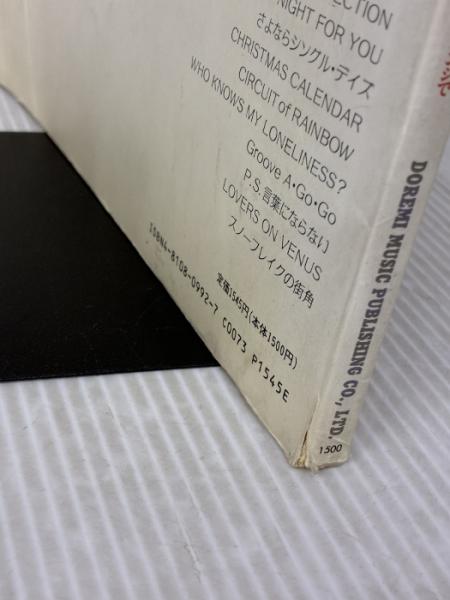 ECTION
NIGHT FOR YOU
さよならシングル・デイズ
CHRISTMAS CALENDAR
CIRCUIT of RAINBOW
WHO KNOWS MY LONELINESS?
Groove A・Go・Go
P.S.言葉にならない
LOVERS ON VENUS
スノーフレイクの街角
定価1545円(本体1500円)
ISBN4-8108-0992-7 C0073 P1545E
DOREMI MUSIC PUBLISHING CO., LTD.
1500